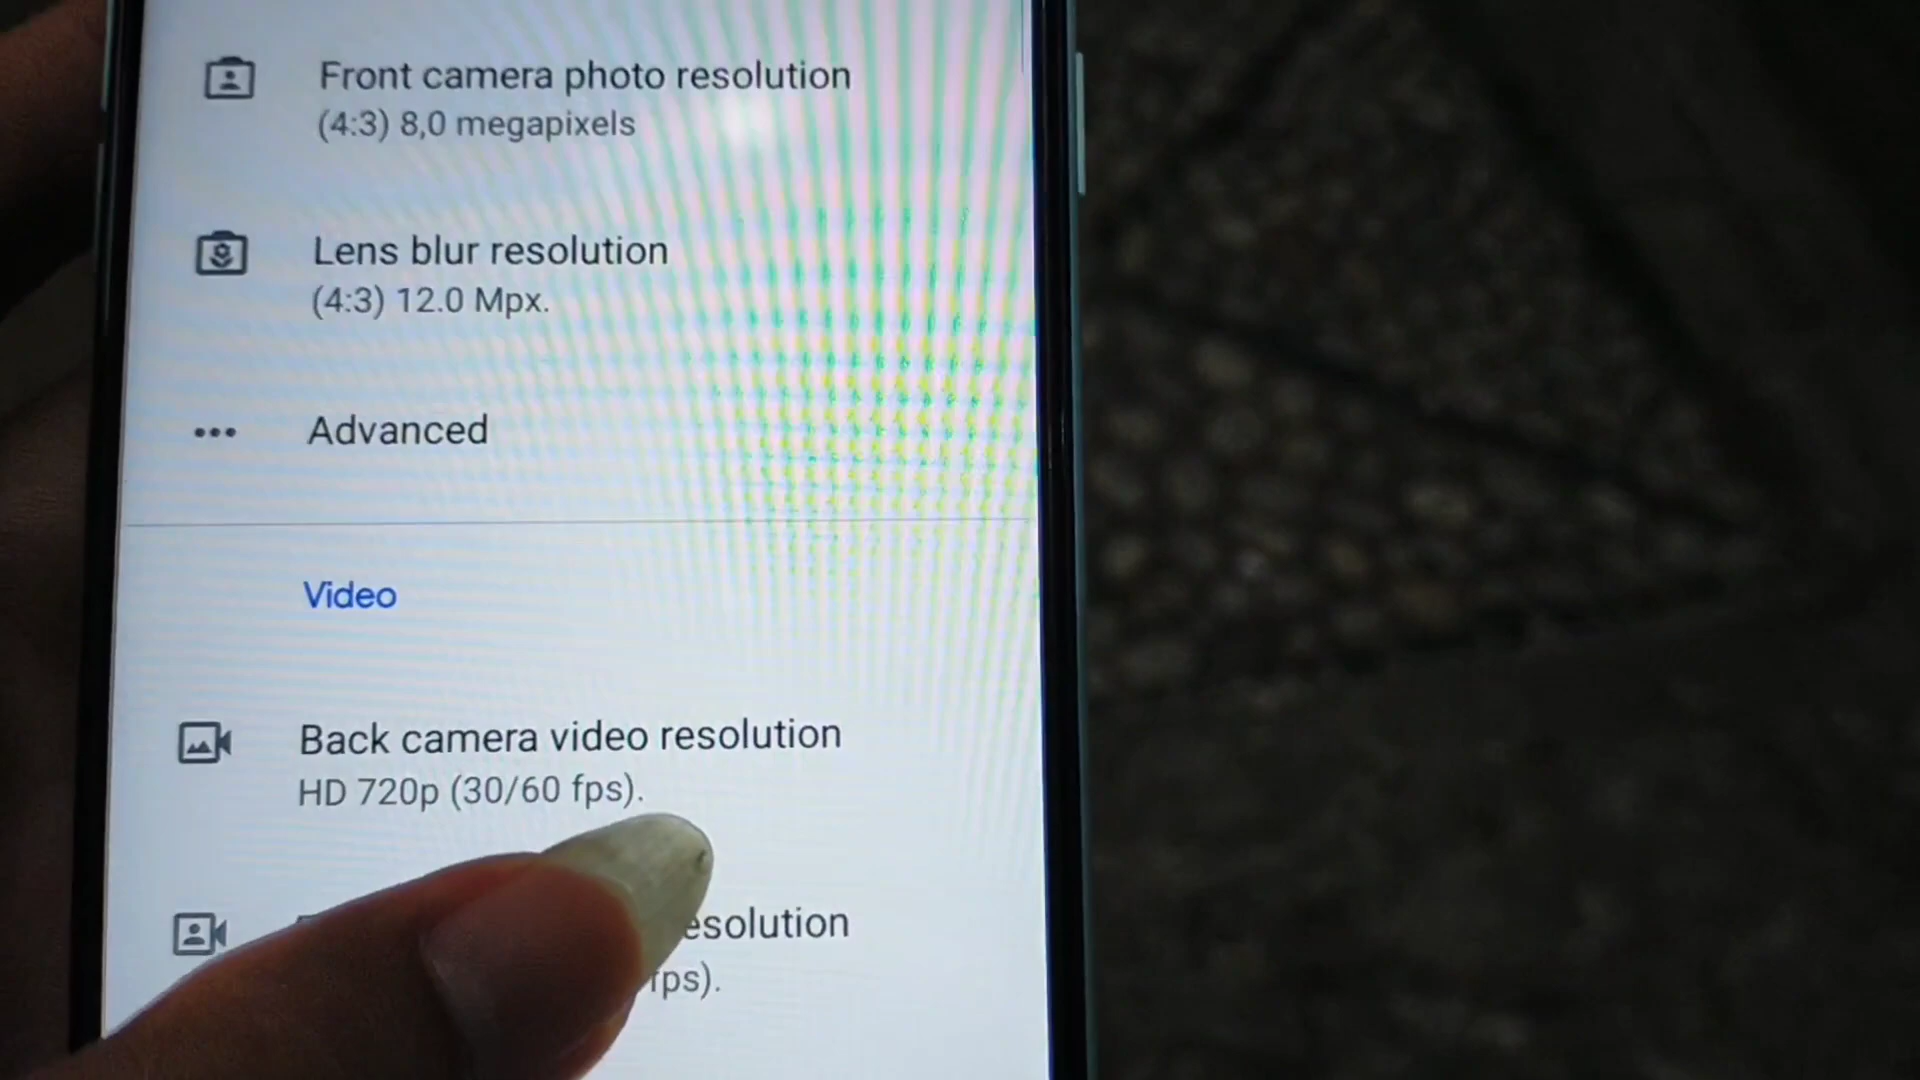 Front camera photo resolution
(4:3) 8,0 megapixels
Lens blur resolution
(4:3) 12.0 Mpx.
Advanced
Video
Back camera video resolution
HD 720p (30/60 fps).
resolution
fps).